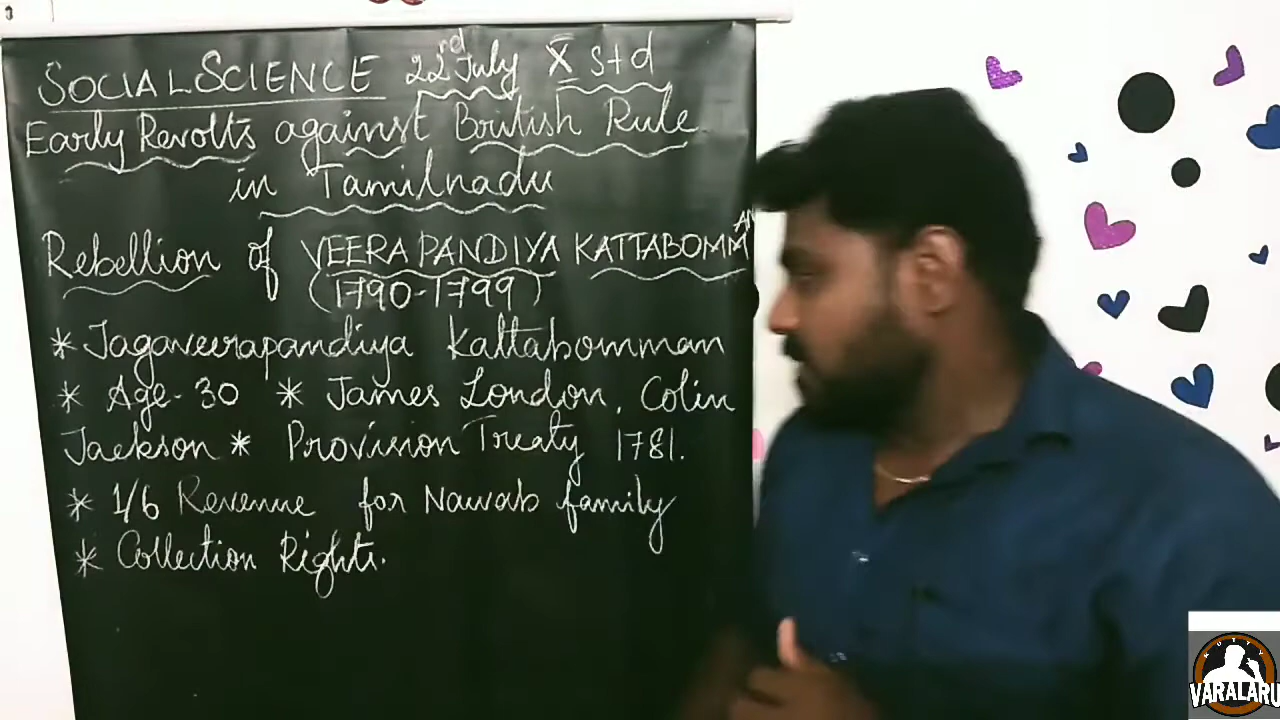 SOCIAL SCIENCE 22rd July X std
Early Revolts against British Rule
in Tamilnadu
Rebellion of VEERA PANDIYA KATTABOMMAN
(1790-1799)
* Jagaveerapandiya Kattabomman
* Age - 30 * James London, Colin
Jackson * Provision Treaty 1781.
* 1/6 Revenue for Nawab family
* Collection Rights.
KUTTY
VARALARU